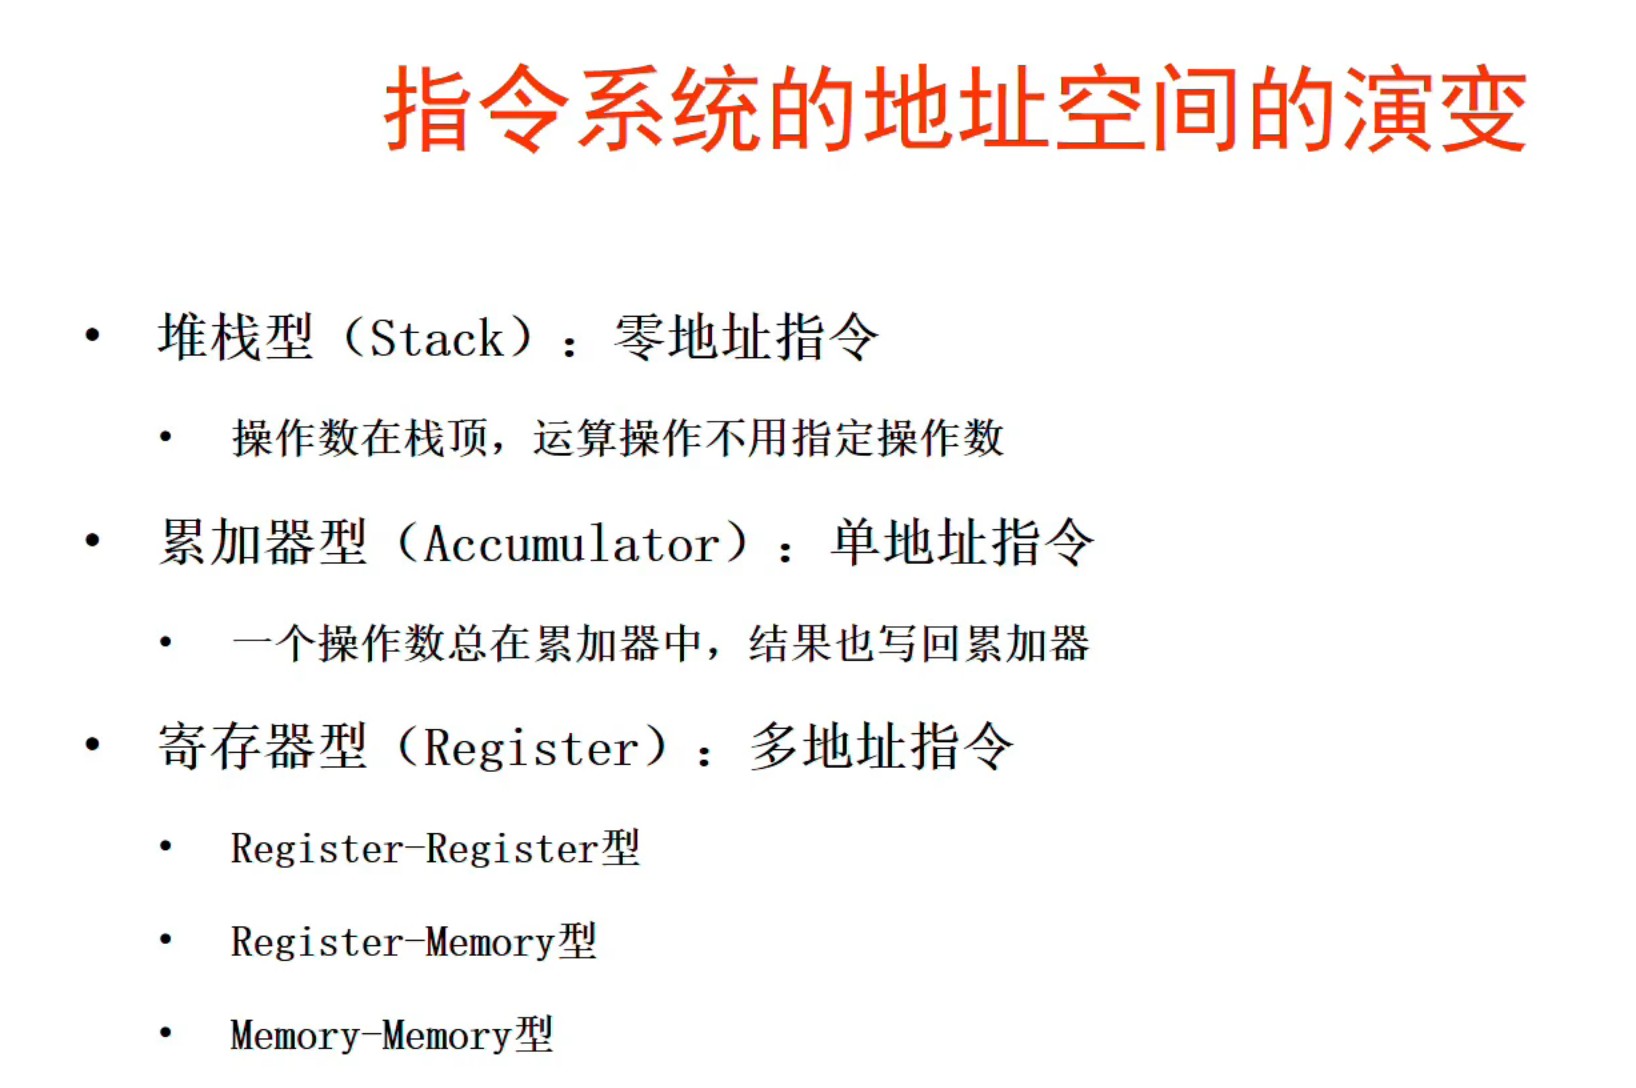 指令系统的地址空间的演变
• 堆栈型（Stack）：零地址指令
• 操作数在栈顶，运算操作不用指定操作数
• 累加器型（Accumulator）：单地址指令
• 一个操作数总在累加器中，结果也写回累加器
• 寄存器型（Register）：多地址指令
• Register-Register型
• Register-Memory型
• Memory-Memory型